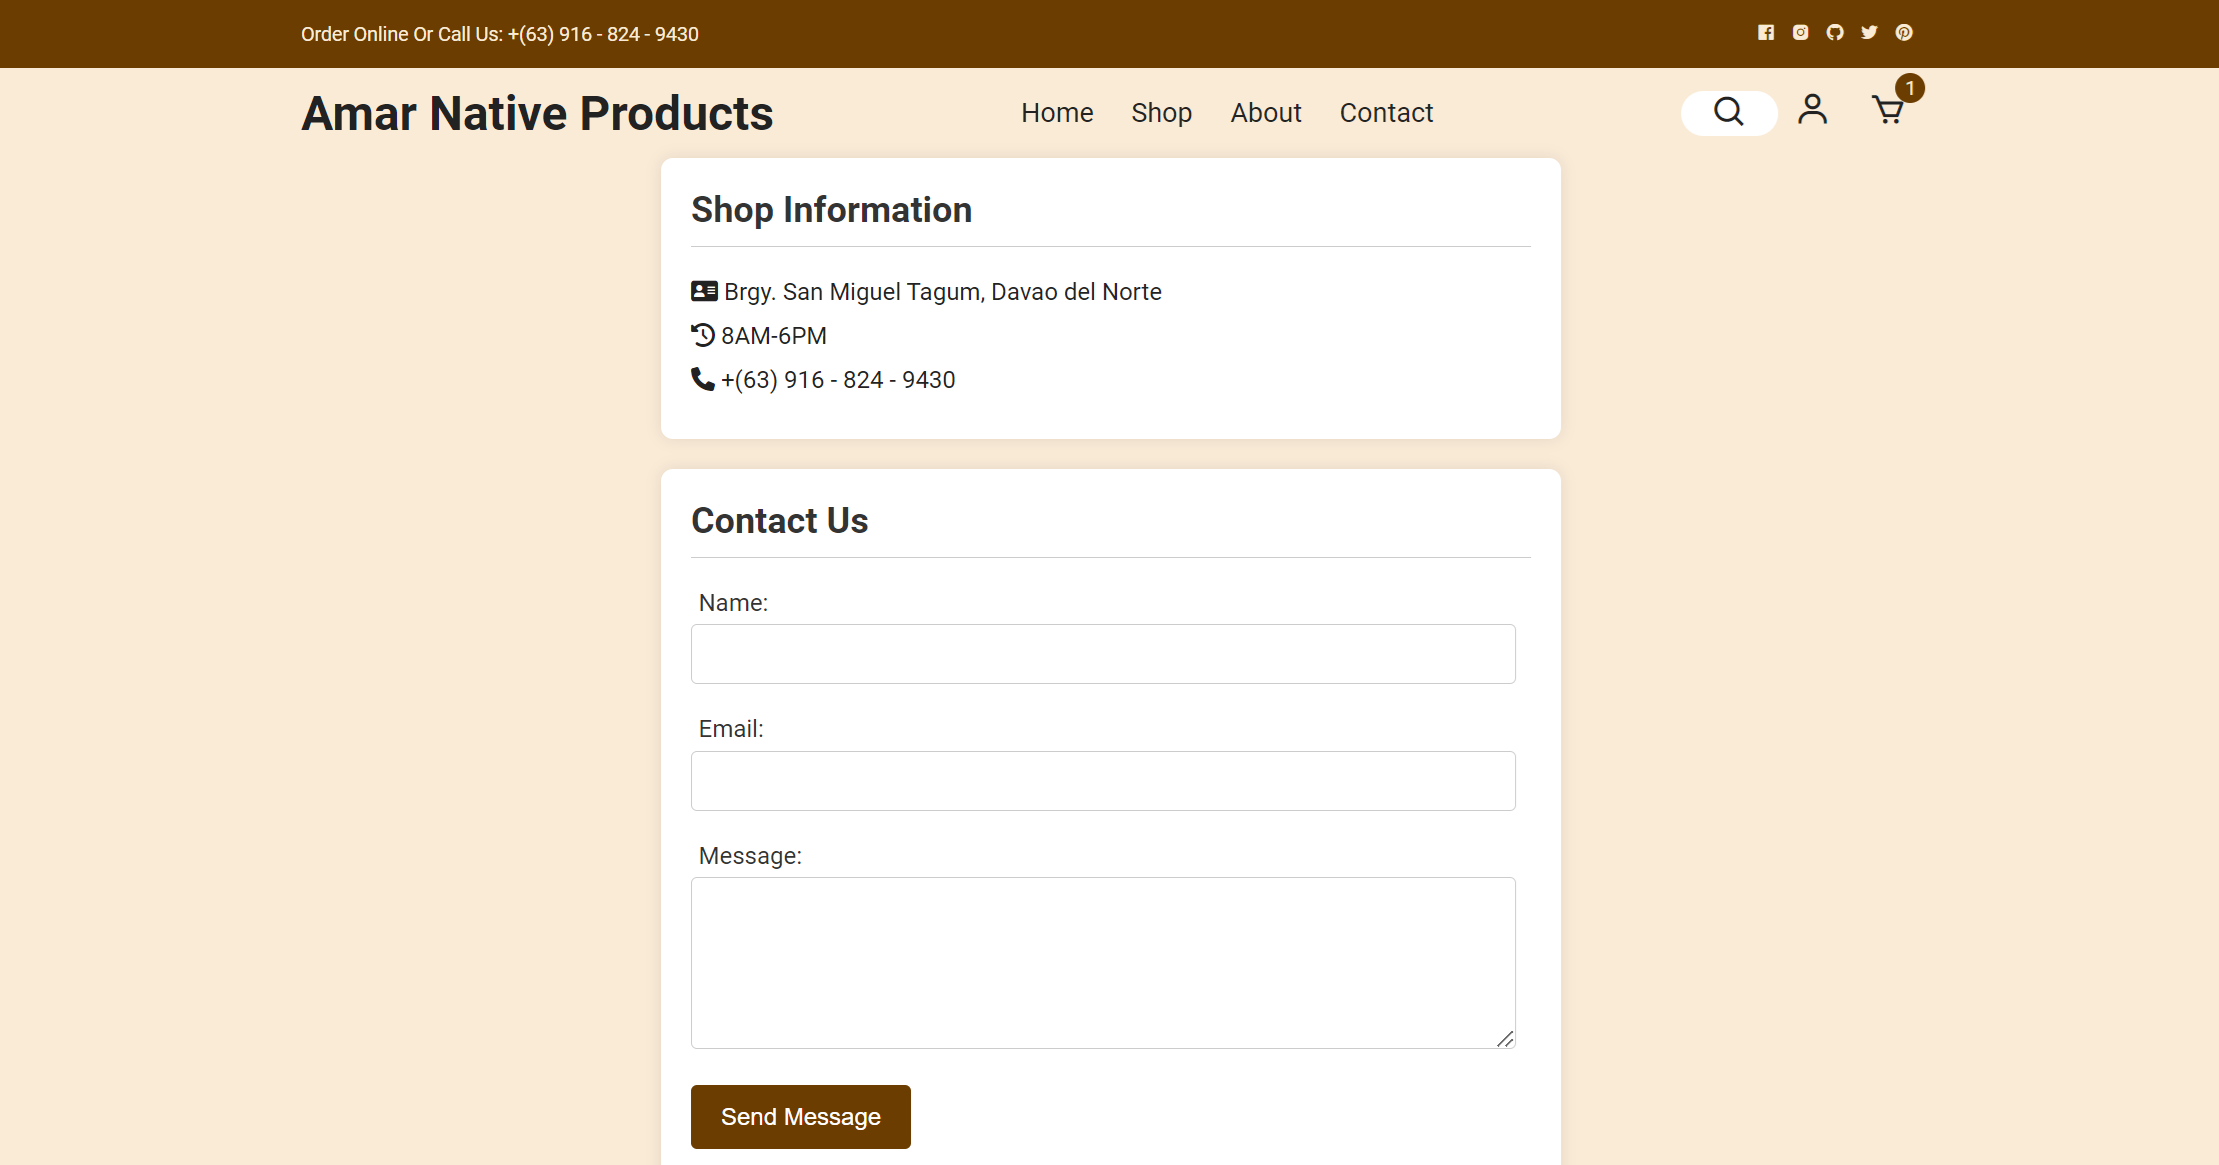 Order Online Or Call Us: +(63) 916 - 824 - 9430
Amar Native Products
Home
Shop
About
Contact
1
Shop Information
Brgy. San Miguel Tagum, Davao del Norte
8AM-6PM
+(63) 916 - 824 - 9430
Contact Us
Name:
Email:
Message:
Send Message